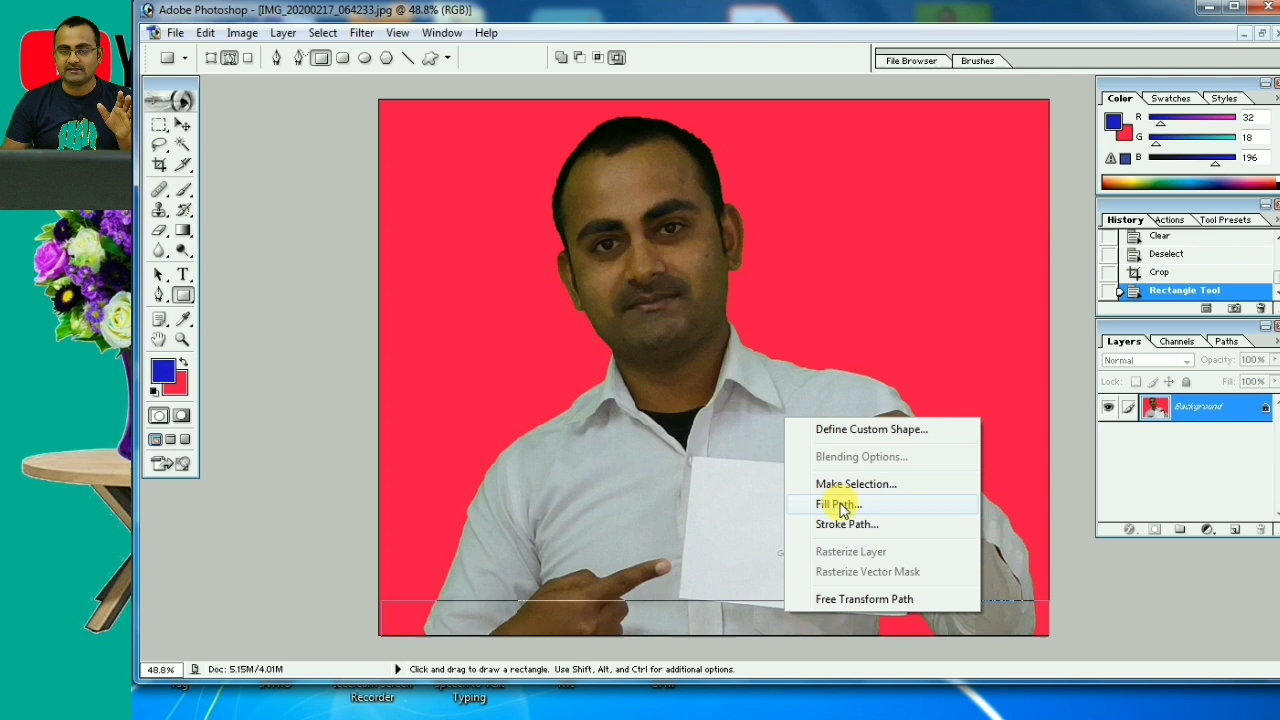 Adobe Photoshop - [IMG_20200217_064233.jpg @ 48.8% (RGB)]
File Edit Image Layer Select Filter View Window Help
File Browser Brushes
Color Swatches Styles
R 32
G 18
B 196
History Actions Tool Presets
Clear
Deselect
Crop
Rectangle Tool
Layers Channels Paths
Normal Opacity: 100%
Lock: Fill: 100%
Background
Define Custom Shape...
Blending Options...
Make Selection...
Fill Path...
Stroke Path...
Rasterize Layer
Rasterize Vector Mask
Free Transform Path
48.8% Doc: 5.15M/4.01M Click and drag to draw a rectangle. Use Shift, Alt, and Ctrl for additional options.
Recorder Typing